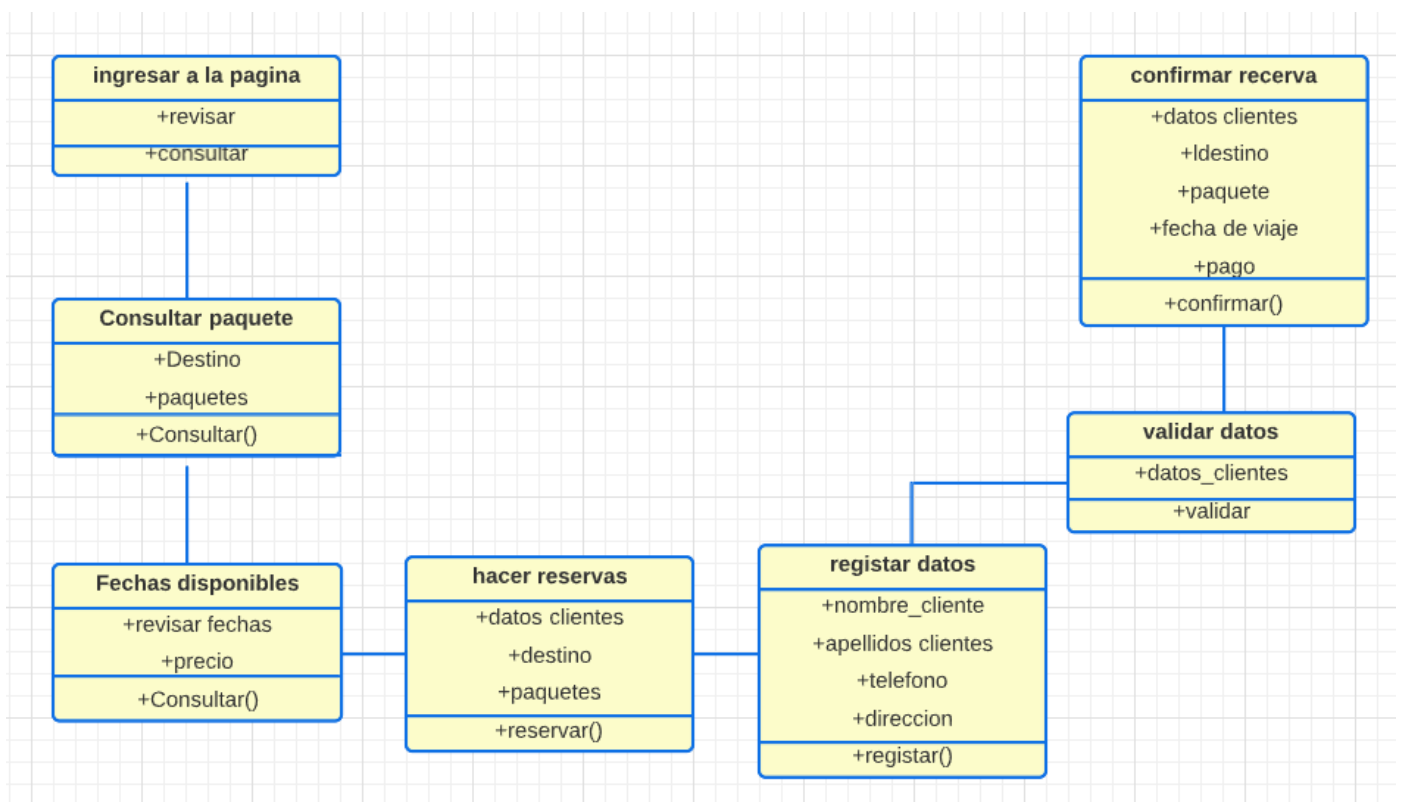 ingresar a la pagina
+revisar
+consultar
Consultar paquete
+Destino
+paquetes
+Consultar()
Fechas disponibles
+revisar fechas
+precio
+Consultar()
hacer reservas
+datos clientes
+destino
+paquetes
+reservar()
registar datos
+nombre_cliente
+apellidos clientes
+telefono
+direccion
+registar()
validar datos
+datos_clientes
+validar
confirmar recerva
+datos clientes
+ldestino
+paquete
+fecha de viaje
+pago
+confirmar()